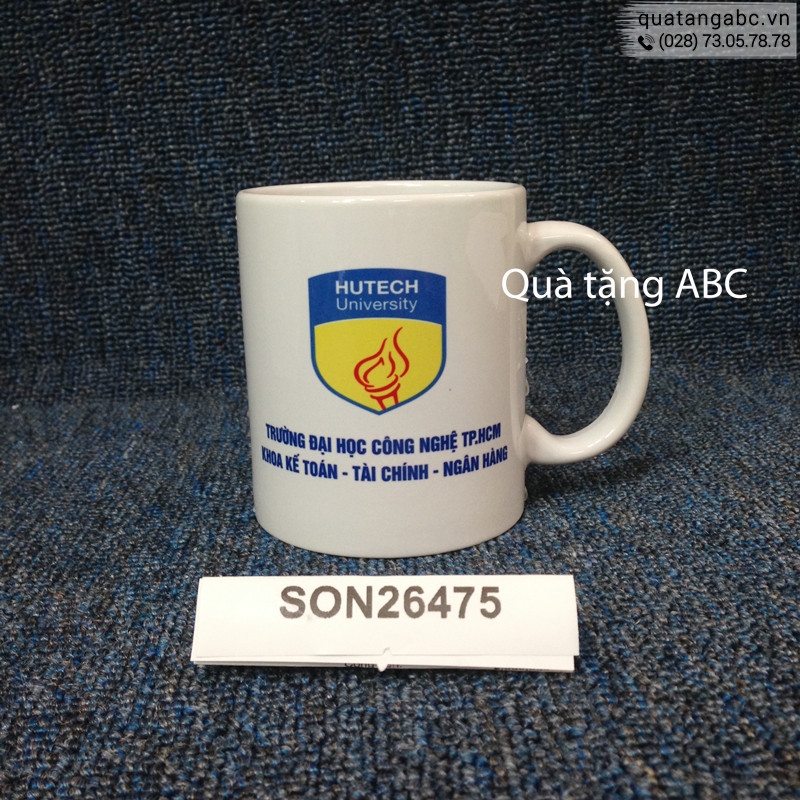 quatangabc.vn
(028) 73.05.78.78
HUTECH
University
Quà tặng ABC
TRƯỜNG ĐẠI HỌC CÔNG NGHỆ TP.HCM
KHOA KẾ TOÁN - TÀI CHÍNH - NGÂN HÀNG
SON26475